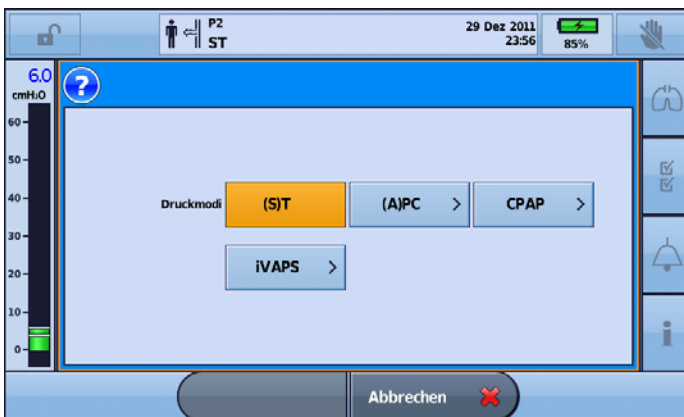 P2
ST
29 Dez 2011
23:56
85%
6.0
cmH₂O
60
50
40
30
20
10
0
?
Druckmodi
(S)T
(A)PC >
CPAP >
iVAPS >
Abbrechen
i